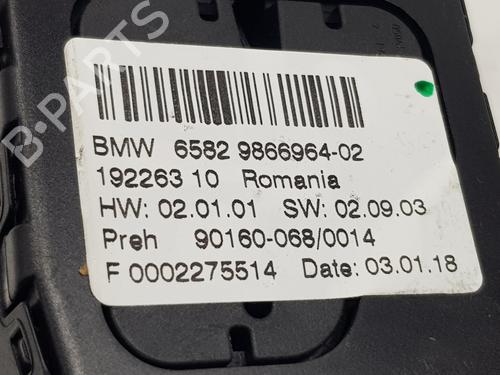 BMW 6582 9866964-02
192263 10 Romania
HW: 02.01.01 SW: 02.09.03
Preh 90160-068/0014
F 0002275514 Date: 03.01.18